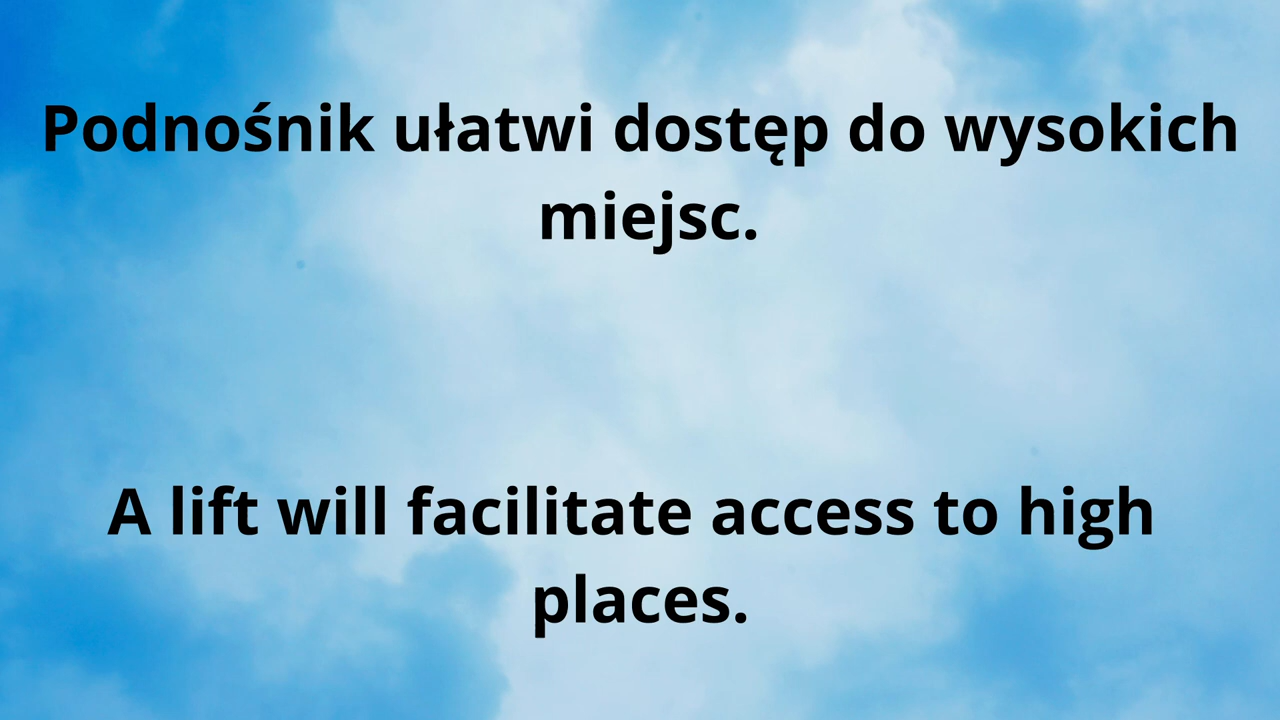 Podnośnik ułatwi dostęp do wysokich
miejsc.
A lift will facilitate access to high
places.